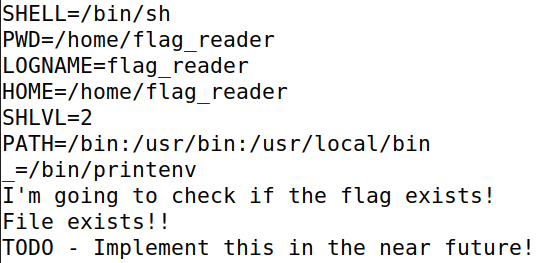 SHELL=/bin/sh
PWD=/home/flag_reader
LOGNAME=flag_reader
HOME=/home/flag_reader
SHLVL=2
PATH=/bin:/usr/bin:/usr/local/bin
_=/bin/printenv
I'm going to check if the flag exists!
File exists!!
TODO - Implement this in the near future!